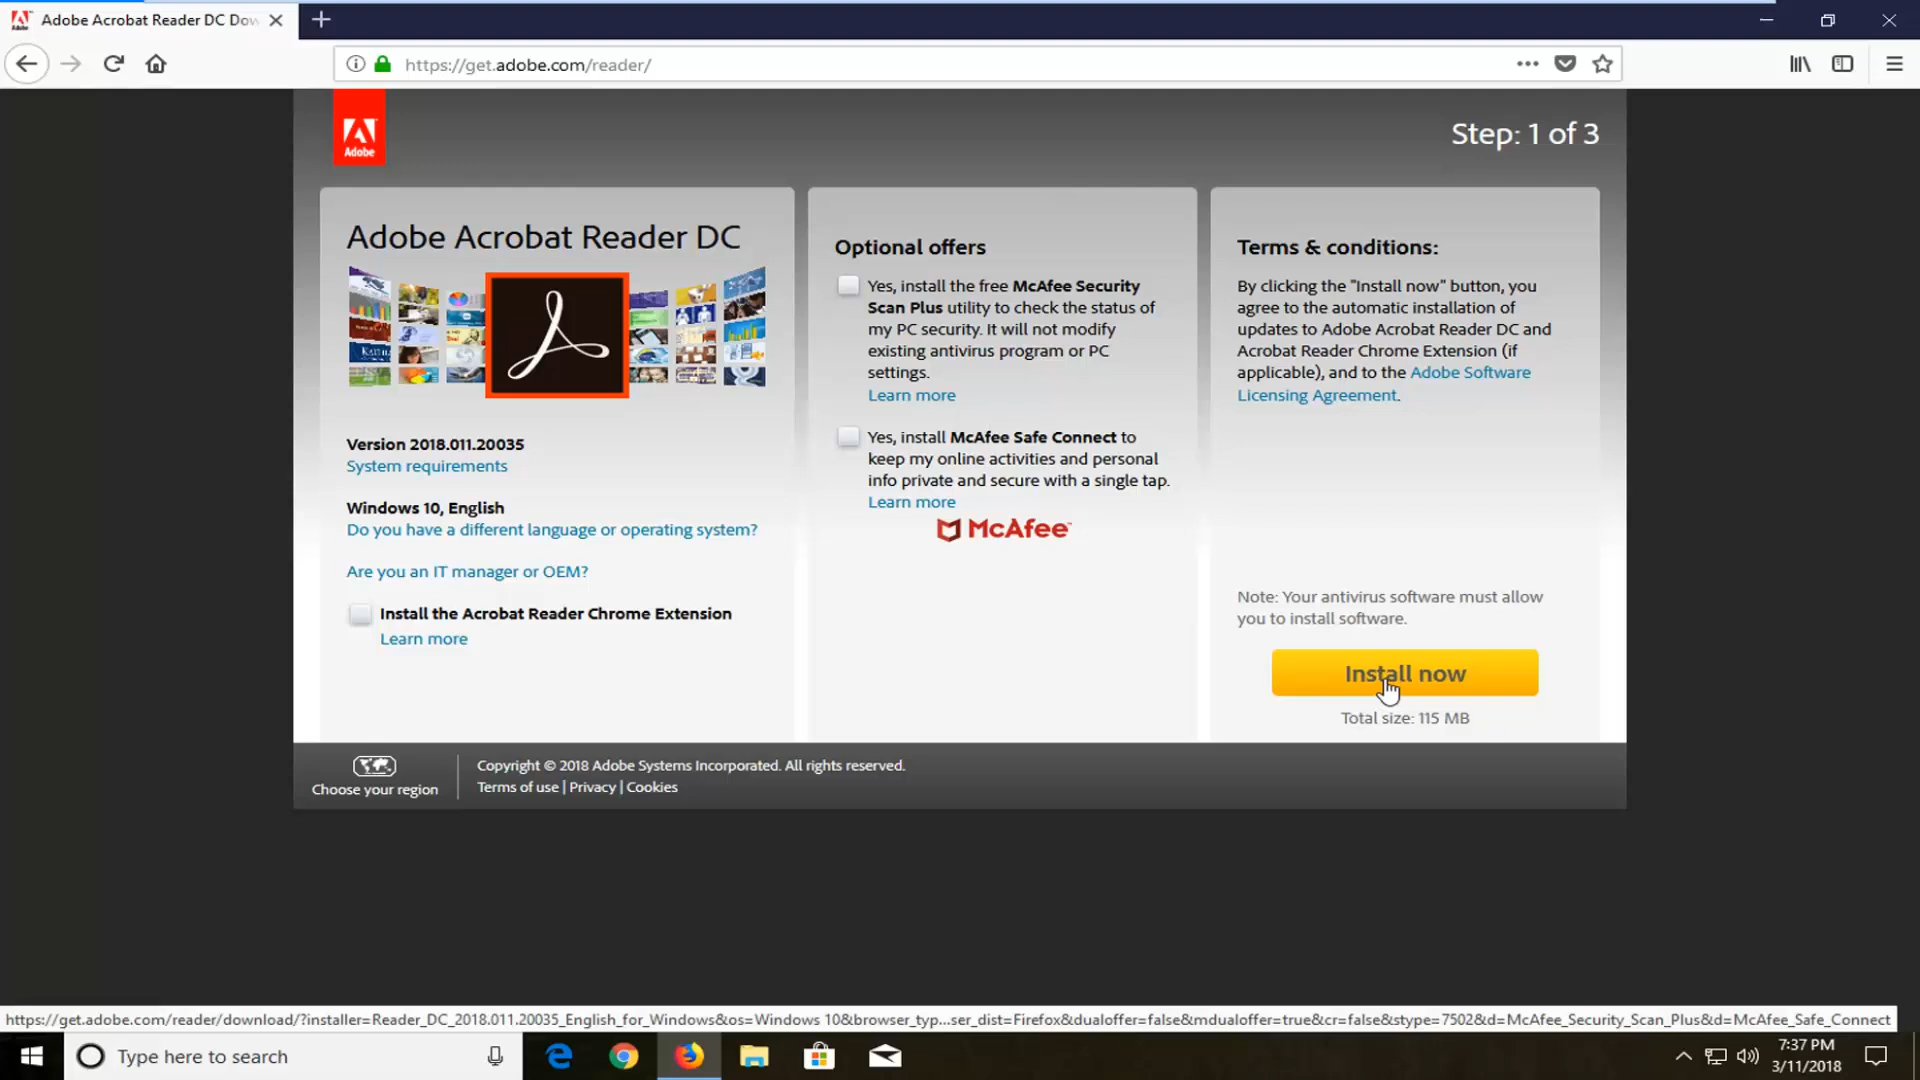 Adobe Acrobat Reader DC Dow
https://get.adobe.com/reader/
Adobe
Step: 1 of 3
Adobe Acrobat Reader DC
Version 2018.011.20035
System requirements
Windows 10, English
Do you have a different language or operating system?
Are you an IT manager or OEM?
Install the Acrobat Reader Chrome Extension
Learn more
Optional offers
Yes, install the free McAfee Security
Scan Plus utility to check the status of
my PC security. It will not modify
existing antivirus program or PC
settings.
Learn more
Yes, install McAfee Safe Connect to
keep my online activities and personal
info private and secure with a single tap.
Learn more
McAfee
Terms & conditions:
By clicking the "Install now" button, you
agree to the automatic installation of
updates to Adobe Acrobat Reader DC and
Acrobat Reader Chrome Extension (if
applicable), and to the Adobe Software
Licensing Agreement.
Note: Your antivirus software must allow
you to install software.
Install now
Total size: 115 MB
Choose your region
Copyright © 2018 Adobe Systems Incorporated. All rights reserved.
Terms of use | Privacy | Cookies
https://get.adobe.com/reader/download/?installer=Reader_DC_2018.011.20035_English_for_Windows&os=Windows 10&browser_typ...ser_dist=Firefox&dualoffer=false&mdualoffer=true&cr=false&stype=7502&d=McAfee_Security_Scan_Plus&d=McAfee_Safe_Connect
Type here to search
7:37 PM
3/11/2018